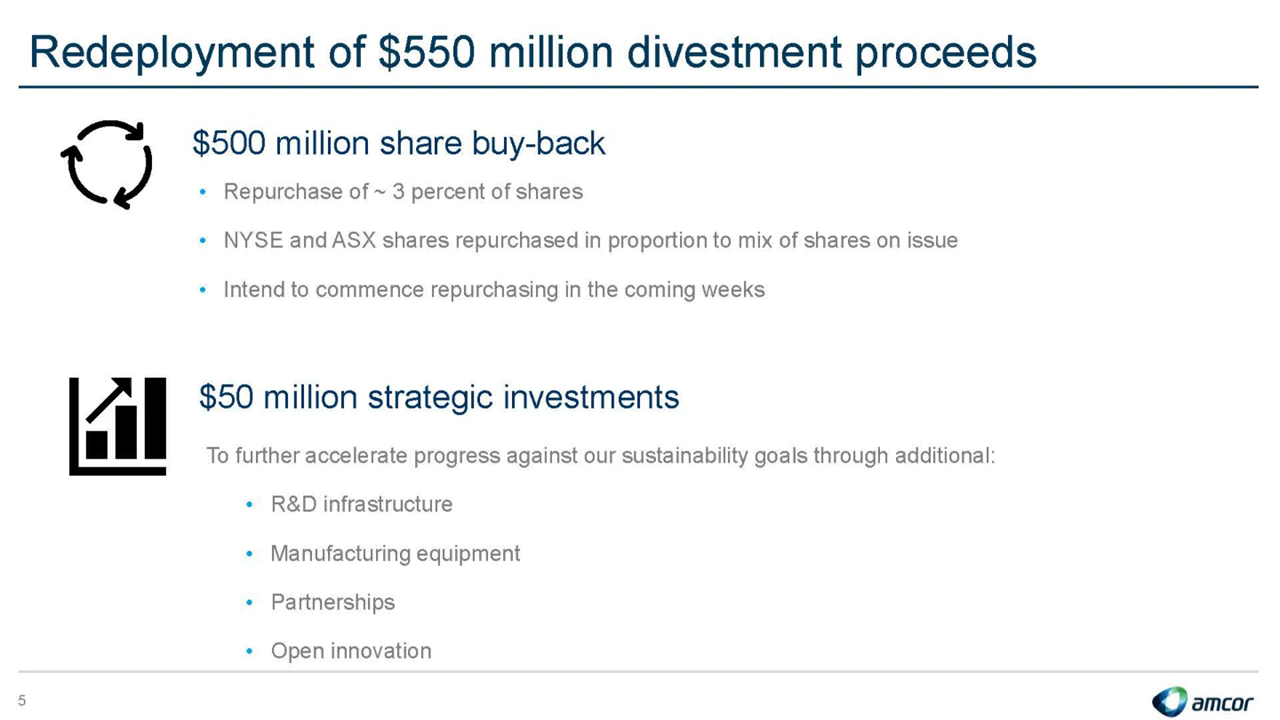 Redeployment of $550 million divestment proceeds
$500 million share buy-back
• Repurchase of ~ 3 percent of shares
• NYSE and ASX shares repurchased in proportion to mix of shares on issue
• Intend to commence repurchasing in the coming weeks
$50 million strategic investments
To further accelerate progress against our sustainability goals through additional:
• R&D infrastructure
• Manufacturing equipment
• Partnerships
• Open innovation
5
amcor